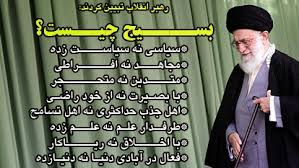 رهبر انقلاب تبیین کردند:
بسیج چیست؟
سیاسی نه سیاست زده
مجاهد نه افراطی
متدین نه متحجر
با بصیرت نه از خود راضی
اهل جذب حداکثری نه اهل تسامح
طرفدار علم نه علم زده
با اخلاق نه ریاکار
فعال در آبادی دنیا نه دنیازده